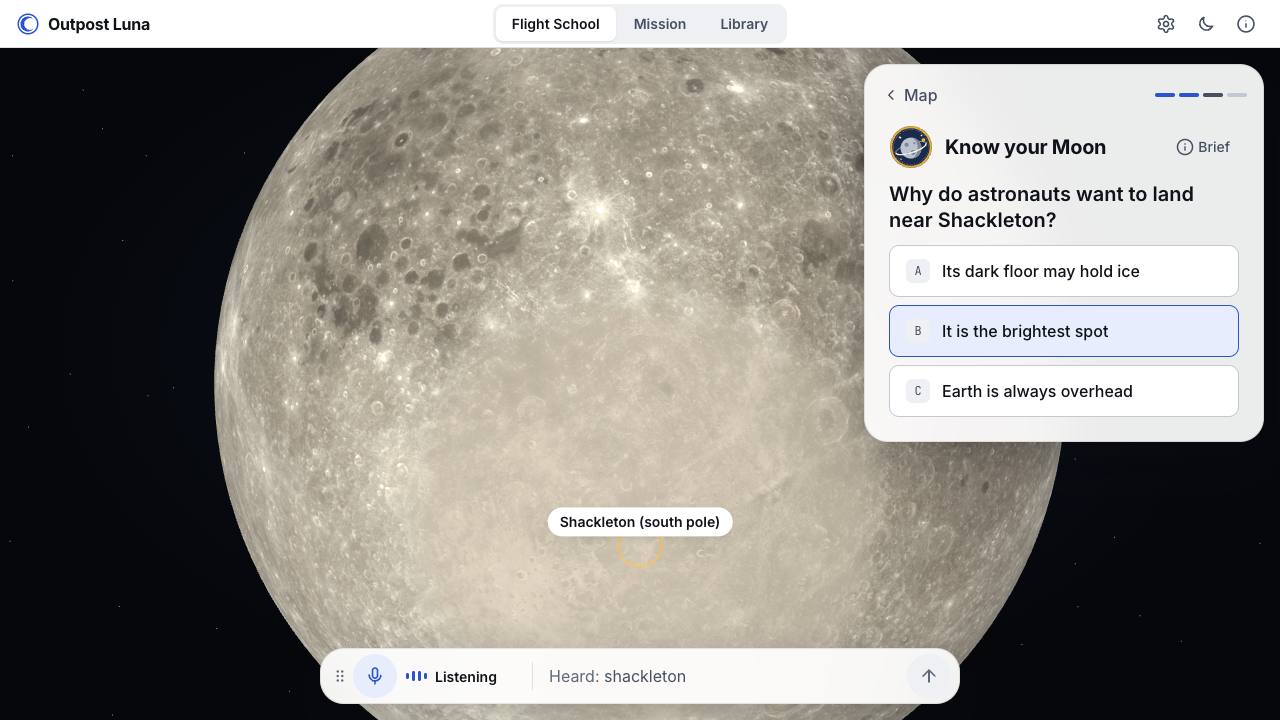 Outpost Luna
Flight School
Mission
Library
Map
Know your Moon
Brief
Why do astronauts want to land
near Shackleton?
A Its dark floor may hold ice
B It is the brightest spot
C Earth is always overhead
Shackleton (south pole)
Listening
Heard: shackleton